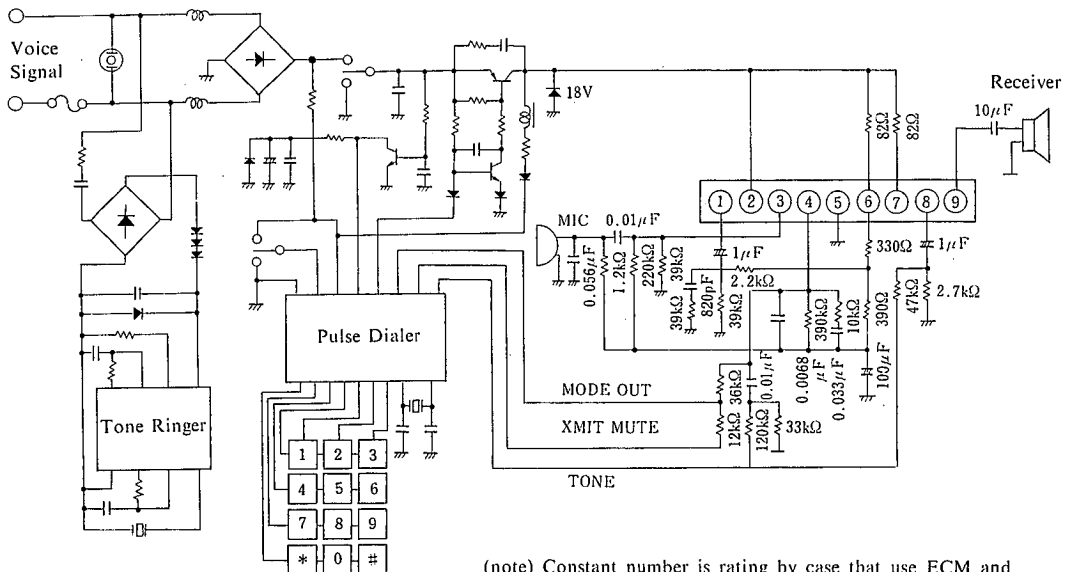 Voice
Signal
18V
Receiver
10μF
82Ω
82Ω
1
2
3
4
5
6
7
8
9
MIC
0.01μF
0.056μF
1.2kΩ
220kΩ
39kΩ
1μF
2.2kΩ
820pF
39kΩ
39kΩ
330Ω
1μF
390kΩ
10kΩ
390Ω
47kΩ
2.7kΩ
0.0068
μF
0.033μF
100μF
Pulse Dialer
MODE OUT
36kΩ
0.01μF
XMIT MUTE
12kΩ
120kΩ
33kΩ
TONE
Tone Ringer
1 2 3
4 5 6
7 8 9
* 0 #
(note) Constant number is rating by case that use ECM and